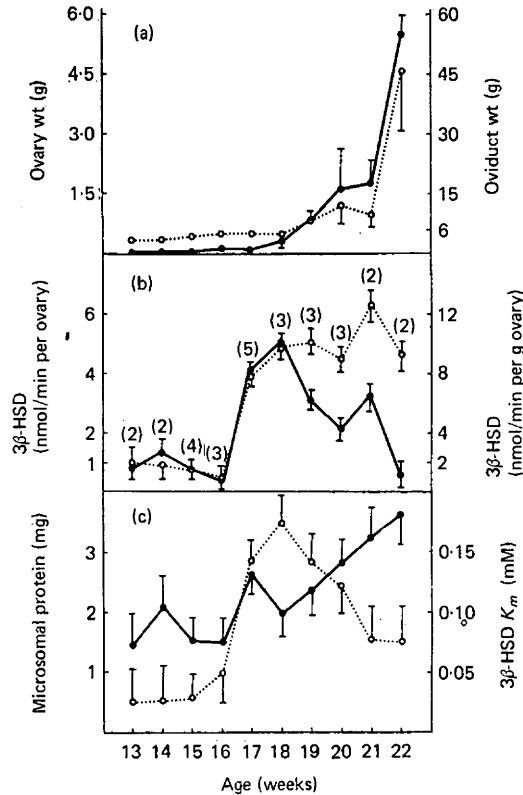 (a)
6·0
4·5
3·0
1·5
Ovary wt (g)
60
45
30
15
6
Oviduct wt (g)
(b)
6
4
2
1
3β-HSD
(nmol/min per ovary)
(2) (2) (4) (3) (5) (3) (3) (3) (2) (2)
12
8
4
2
3β-HSD
(nmol/min per g ovary)
(c)
3
2
1
Microsomal protein (mg)
0·15
0·10
0·05
3β-HSD Km (mM)
13 14 15 16 17 18 19 20 21 22
Age (weeks)